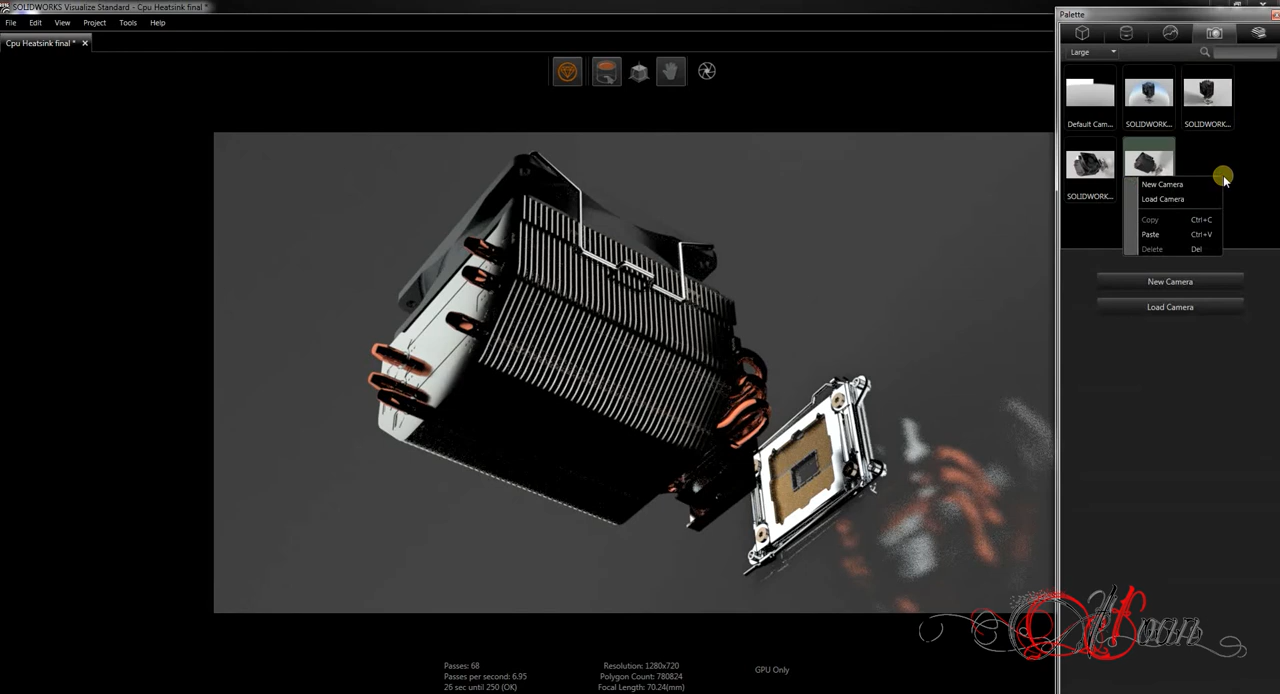 SOLIDWORKS Visualize Standard - Cpu Heatsink final *
File Edit View Project Tools Help
Cpu Heatsink final *
Palette
Large
Default Cam...
SOLIDWORK...
SOLIDWORK...
SOLIDWORK...
New Camera
Load Camera
Copy Ctrl+C
Paste Ctrl+V
Delete Del
New Camera
Load Camera
Passes: 68
Passes per second: 6.95
26 sec until 250 (OK)
Resolution: 1280x720
Polygon Count: 780824
Focal Length: 70.24(mm)
GPU Only